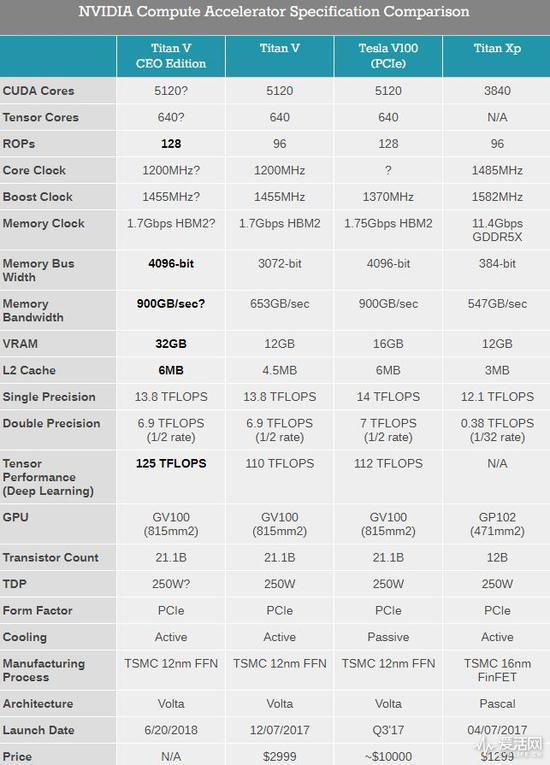 NVIDIA Compute Accelerator Specification Comparison
Titan V Titan V Tesla V100 Titan Xp
CEO Edition (PCIe)
CUDA Cores 5120? 5120 5120 3840
Tensor Cores 640? 640 640 N/A
ROPs 128 96 128 96
Core Clock 1200MHz? 1200MHz ? 1485MHz
Boost Clock 1455MHz? 1455MHz 1370MHz 1582MHz
Memory Clock 1.7Gbps HBM2? 1.7Gbps HBM2 1.75Gbps HBM2 11.4Gbps
GDDR5X
Memory Bus 4096-bit 3072-bit 4096-bit 384-bit
Width
Memory 900GB/sec? 653GB/sec 900GB/sec 547GB/sec
Bandwidth
VRAM 32GB 12GB 16GB 12GB
L2 Cache 6MB 4.5MB 6MB 3MB
Single Precision 13.8 TFLOPS 13.8 TFLOPS 14 TFLOPS 12.1 TFLOPS
Double Precision 6.9 TFLOPS 6.9 TFLOPS 7 TFLOPS 0.38 TFLOPS
(1/2 rate) (1/2 rate) (1/2 rate) (1/32 rate)
Tensor 125 TFLOPS 110 TFLOPS 112 TFLOPS N/A
Performance
(Deep Learning)
GPU GV100 GV100 GV100 GP102
(815mm2) (815mm2) (815mm2) (471mm2)
Transistor Count 21.1B 21.1B 21.1B 12B
TDP 250W? 250W 250W 250W
Form Factor PCIe PCIe PCIe PCIe
Cooling Active Active Passive Active
Manufacturing TSMC 12nm FFN TSMC 12nm FFN TSMC 12nm FFN TSMC 16nm
Process FinFET
Architecture Volta Volta Volta Pascal
Launch Date 6/20/2018 12/07/2017 Q3'17 04/07/2017
Price N/A $2999 ~$10000 $1299
爱活网